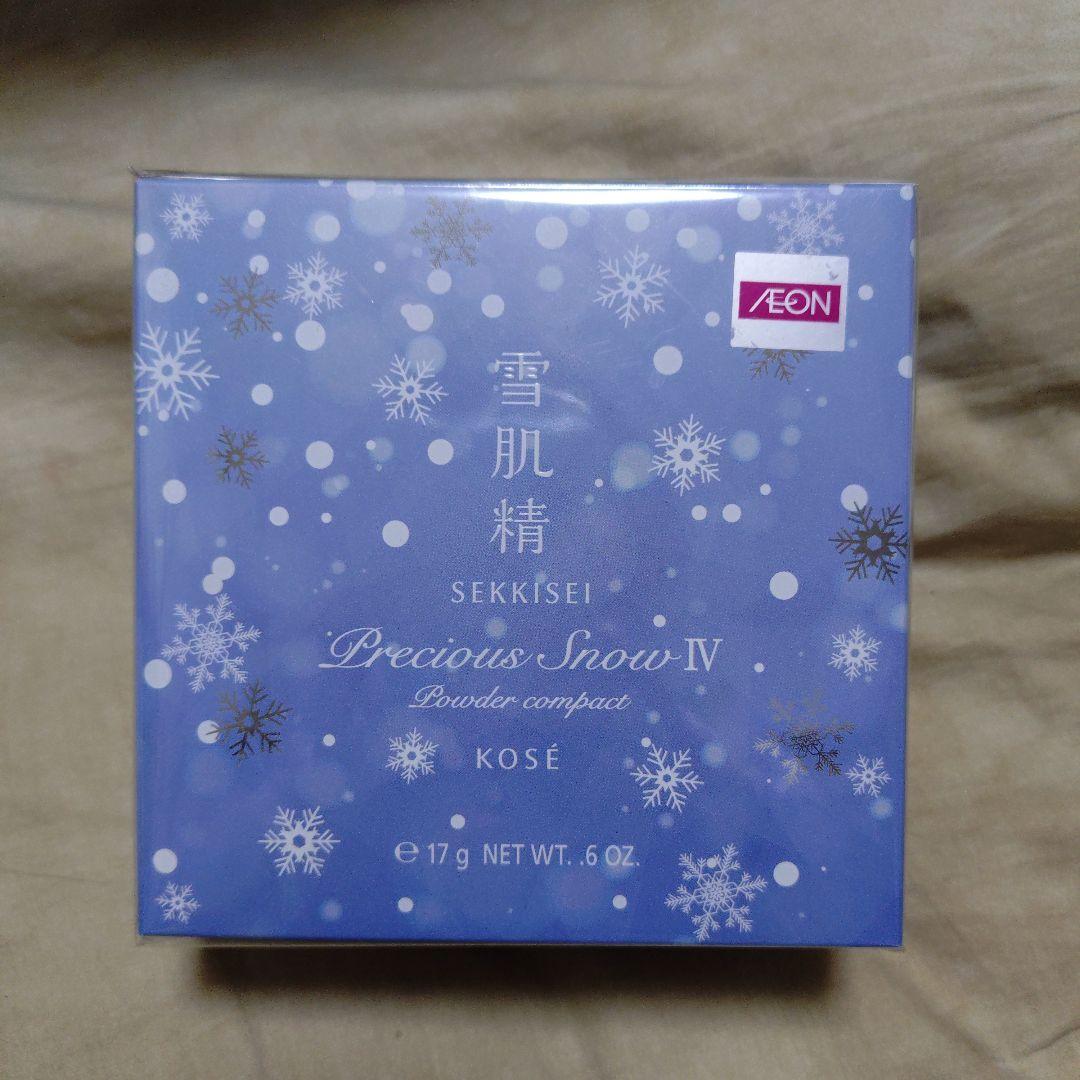 ÆON
雪肌精
SEKKISEI
Precious Snow IV
Powder compact
KOSÉ
℮ 17 g NET WT. .6 OZ.